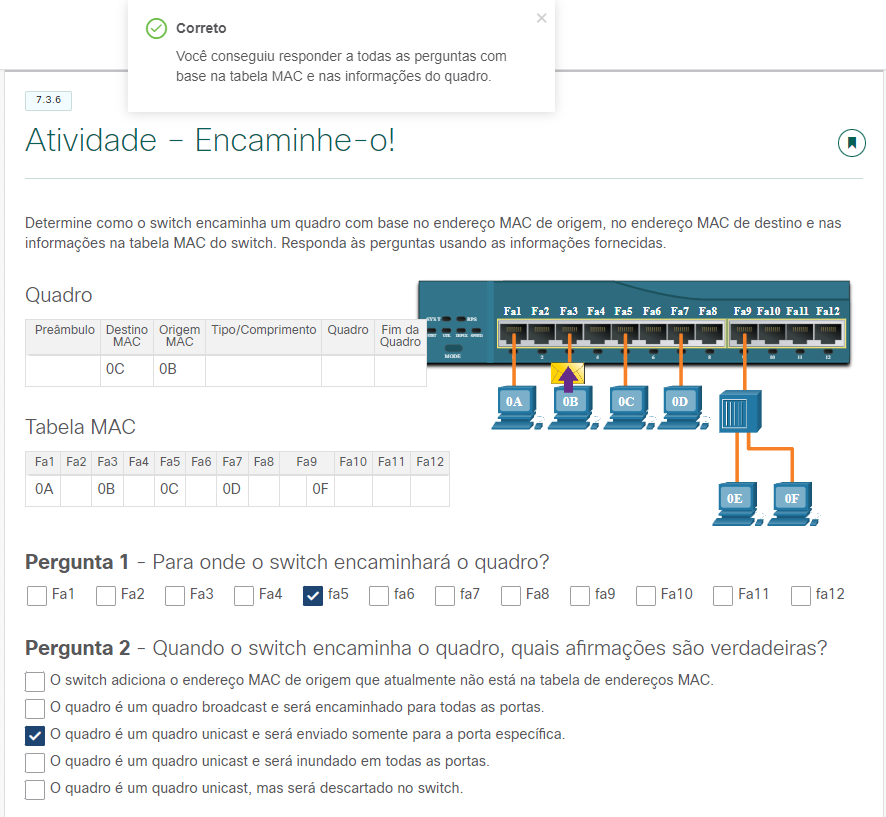 Correto
Você conseguiu responder a todas as perguntas com
base na tabela MAC e nas informações do quadro.
7.3.6
Atividade – Encaminhe-o!
Determine como o switch encaminha um quadro com base no endereço MAC de origem, no endereço MAC de destino e nas
informações na tabela MAC do switch. Responda às perguntas usando as informações fornecidas.
Quadro
Preâmbulo Destino MAC Origem MAC Tipo/Comprimento Quadro Fim da Quadro
0C 0B
Fa1 Fa2 Fa3 Fa4 Fa5 Fa6 Fa7 Fa8 Fa9 Fa10 Fa11 Fa12
MODE
2 4 6 8 10 11 12
0A 0B 0C 0D
0E 0F
Tabela MAC
Fa1 Fa2 Fa3 Fa4 Fa5 Fa6 Fa7 Fa8 Fa9 Fa10 Fa11 Fa12
0A 0B 0C 0D 0F
Pergunta 1 - Para onde o switch encaminhará o quadro?
Fa1 Fa2 Fa3 Fa4 fa5 fa6 fa7 Fa8 fa9 Fa10 Fa11 fa12
Pergunta 2 - Quando o switch encaminha o quadro, quais afirmações são verdadeiras?
O switch adiciona o endereço MAC de origem que atualmente não está na tabela de endereços MAC.
O quadro é um quadro broadcast e será encaminhado para todas as portas.
O quadro é um quadro unicast e será enviado somente para a porta específica.
O quadro é um quadro unicast e será inundado em todas as portas.
O quadro é um quadro unicast, mas será descartado no switch.